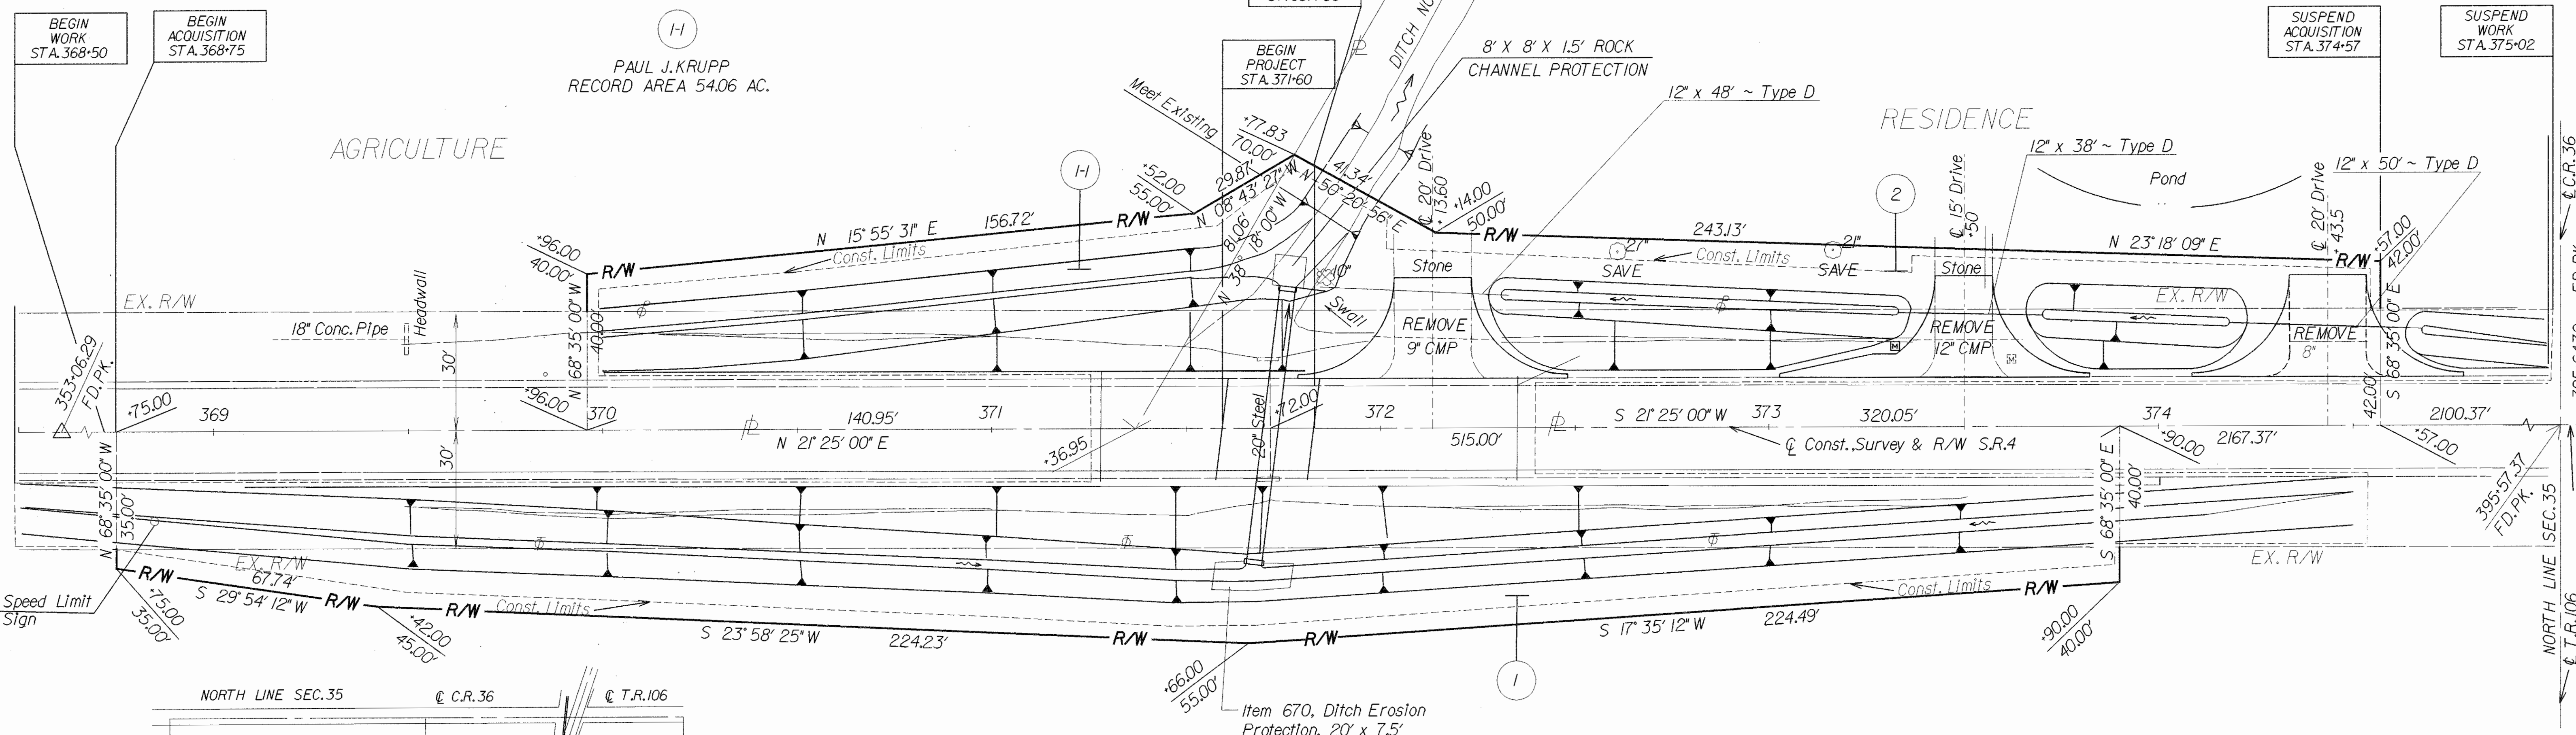 BEGIN
WORK
STA. 368+50
BEGIN
ACQUISITION
STA. 368+75
1-1
PAUL J. KRUPP
RECORD AREA 54.06 AC.
BEGIN
PROJECT
STA. 371+60
DITCH NO
8' X 8' X 1.5' ROCK
CHANNEL PROTECTION
SUSPEND
ACQUISITION
STA. 374+57
SUSPEND
WORK
STA. 375+02
AGRICULTURE
RESIDENCE
12" x 48' ~ Type D
12" x 38' ~ Type D
12" x 50' ~ Type D
Pond
Meet Existing
+77.83
70.00'
+52.00
55.00'
29.87'
N 08° 43' 27" W
41.34'
N 50° 20' 56" E
81.06'
N 38° 18' 00" W
℄ 20' Drive
+13.60
+14.00
50.00'
2
℄ 15' Drive
+50
℄ 20' Drive
+43.5
+57.00
42.00'
℄ C.R.36
1-1
N 15° 55' 31" E 156.72'
R/W
R/W
Const. Limits
+96.00
40.00'
R/W
243.13'
N 23° 18' 09" E
R/W
27"
SAVE
21"
SAVE
Const. Limits
Stone
Stone
10"
Swail
EX. R/W
EX. R/W
18" Conc. Pipe
Headwall
N 68° 35' 00" W
40.00'
30'
REMOVE
9" CMP
REMOVE
12" CMP
REMOVE
8"
M
M
S 68° 35' 00" E
42.00'
353+06.29
FD. PK.
+75.00
369
+96.00
370
140.95'
N 21° 25' 00" E
371
+36.95
20" Steel
+72.00
372
515.00'
S 21° 25' 00" W
373
320.05'
℄ Const., Survey & R/W S.R.4
374
+90.00
2167.37'
2100.37'
+57.00
395+57.37
FD. PK.
30'
N 68° 35' 00" W
35.00'
S 68° 35' 00" E
40.00'
NORTH LINE SEC. 35
℄ T.R.106
EX. R/W
EX. R/W
Speed Limit
Sign
R/W
67.74'
S 29° 54' 12" W
R/W
+75.00
35.00'
R/W
Const. Limits
+42.00
45.00'
S 23° 58' 25" W 224.23'
R/W
R/W
S 17° 35' 12" W 224.49'
Const. Limits
R/W
+90.00
40.00'
+66.00
55.00'
1
Item 670, Ditch Erosion
Protection, 20' x 7.5'
NORTH LINE SEC. 35
℄ C.R.36
℄ T.R.106